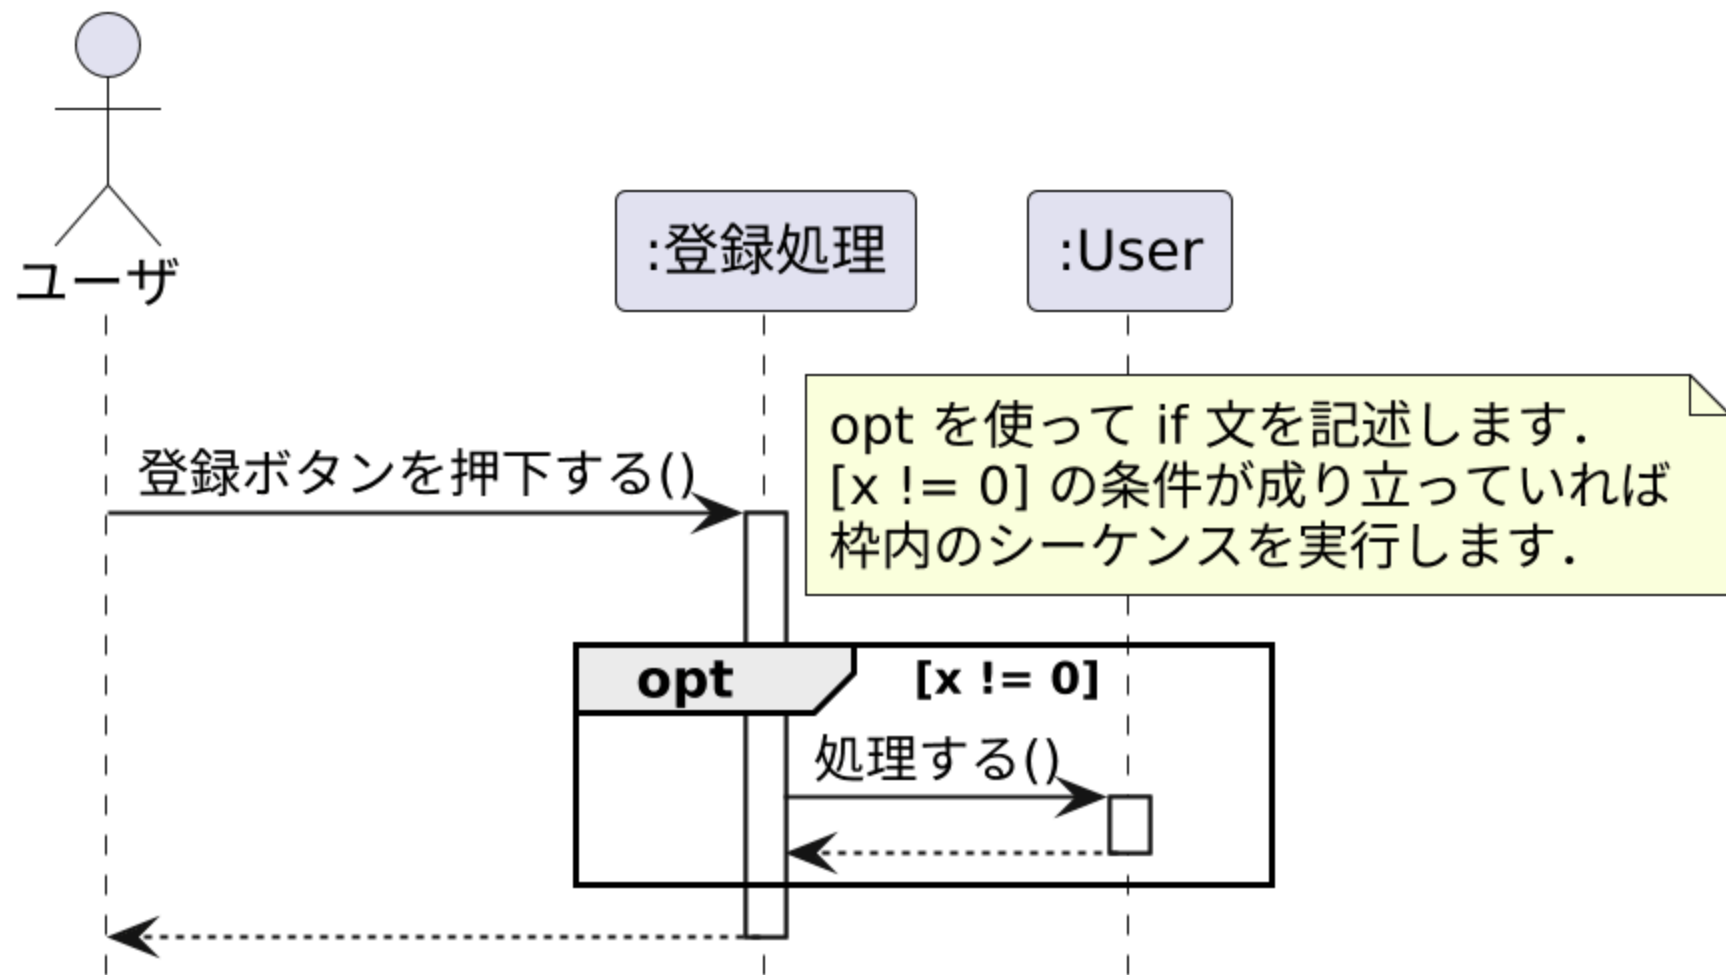 ユーザ
:登録処理
:User
opt を使って if 文を記述します．
[x != 0] の条件が成り立っていれば
枠内のシーケンスを実行します．
登録ボタンを押下する()
opt
[x != 0]
処理する()